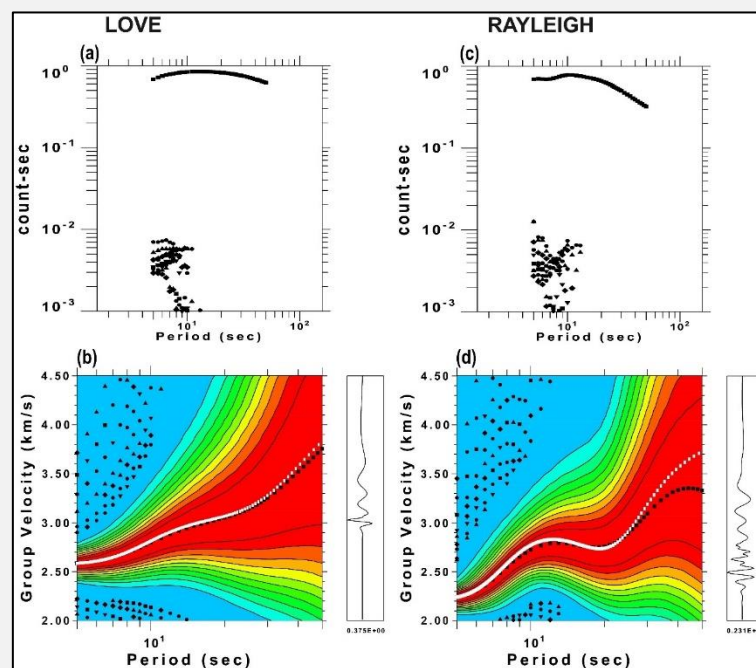 LOVE RAYLEIGH
(a) (c)
10⁰ 10⁰
10⁻¹ 10⁻¹
10⁻² 10⁻²
10⁻³ 10⁻³
count-sec count-sec
10¹ 10² 10¹ 10²
Period (sec) Period (sec)
(b) (d)
4.50 4.50
4.00 4.00
3.50 3.50
3.00 3.00
2.50 2.50
2.00 2.00
Group Velocity (km/s) Group Velocity (km/s)
0.375E+00 0.231E+
10¹ 10¹
Period (sec) Period (sec)